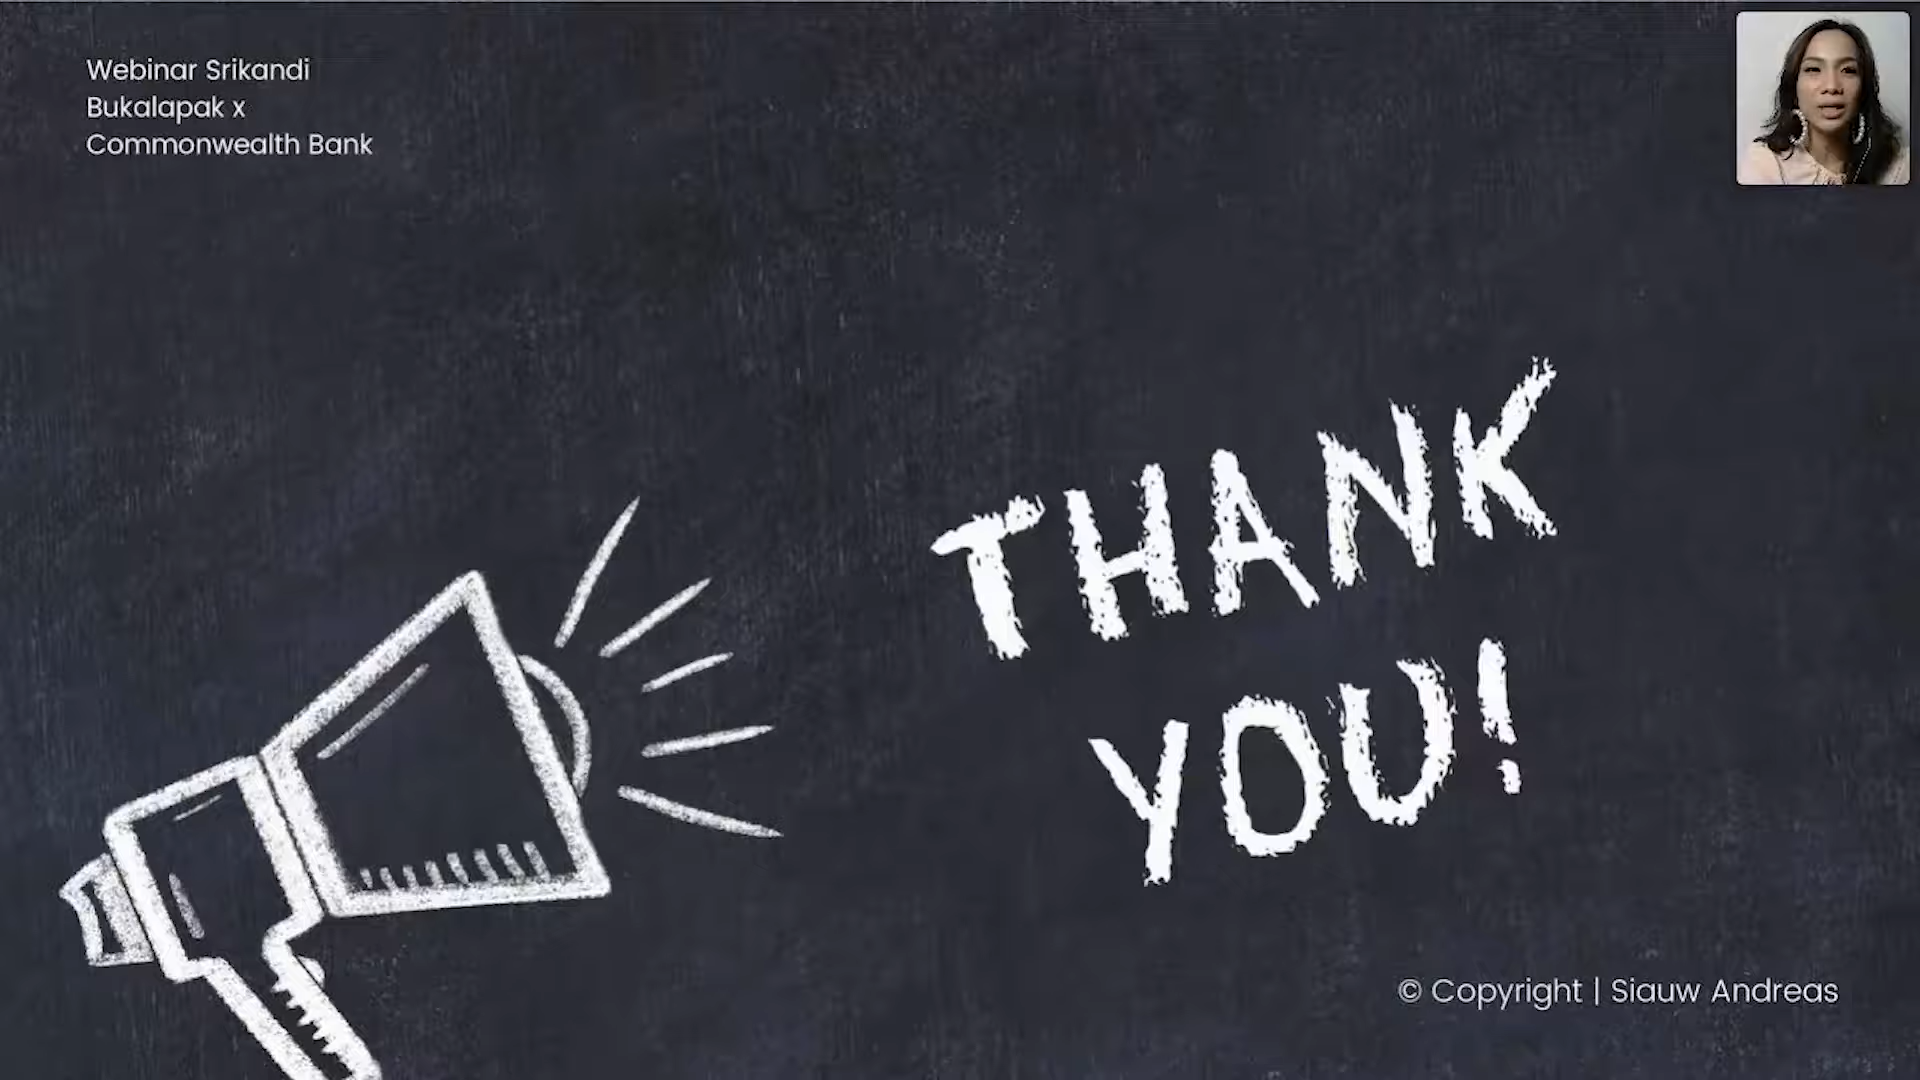 Webinar Srikandi
Bukalapak x
Commonwealth Bank
THANK
YOU!
© Copyright | Siauw Andreas